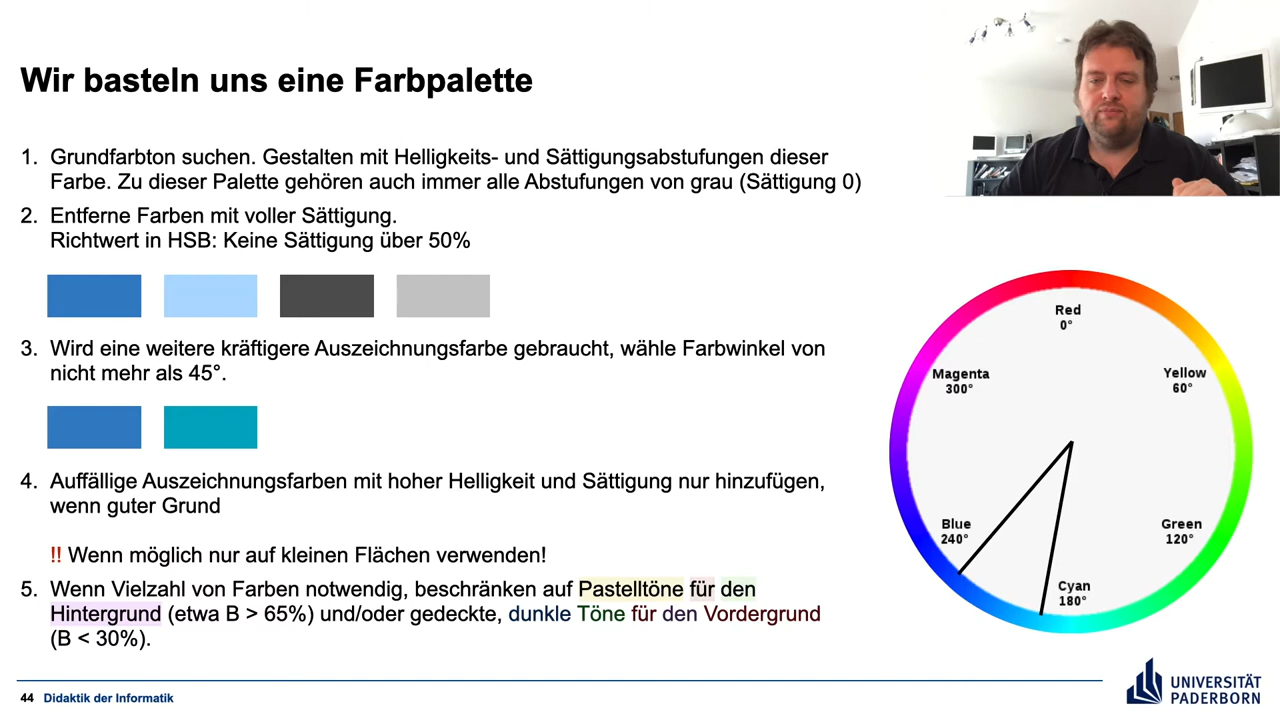 Wir basteln uns eine Farbpalette
1. Grundfarbton suchen. Gestalten mit Helligkeits- und Sättigungsabstufungen dieser
Farbe. Zu dieser Palette gehören auch immer alle Abstufungen von grau (Sättigung 0)
2. Entferne Farben mit voller Sättigung.
Richtwert in HSB: Keine Sättigung über 50%
3. Wird eine weitere kräftigere Auszeichnungsfarbe gebraucht, wähle Farbwinkel von
nicht mehr als 45°.
4. Auffällige Auszeichnungsfarben mit hoher Helligkeit und Sättigung nur hinzufügen,
wenn guter Grund
!! Wenn möglich nur auf kleinen Flächen verwenden!
5. Wenn Vielzahl von Farben notwendig, beschränken auf Pastelltöne für den
Hintergrund (etwa B > 65%) und/oder gedeckte, dunkle Töne für den Vordergrund
(B < 30%).
Red
0°
Yellow
60°
Green
120°
Cyan
180°
Blue
240°
Magenta
300°
44 Didaktik der Informatik
UNIVERSITÄT
PADERBORN